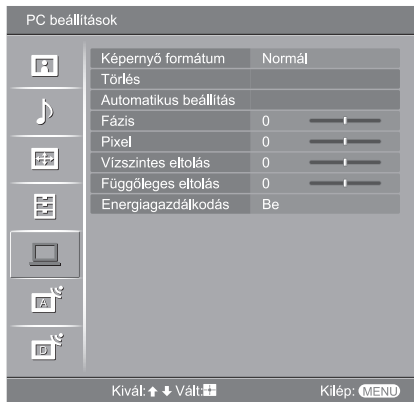 PC beállítások
Képernyő formátum Normál
Törlés
Automatikus beállítás
Fázis 0
Pixel 0
Vízszintes eltolás 0
Függőleges eltolás 0
Energiagazdálkodás Be
A
D
Kivál: Vált: Kilép: MENU